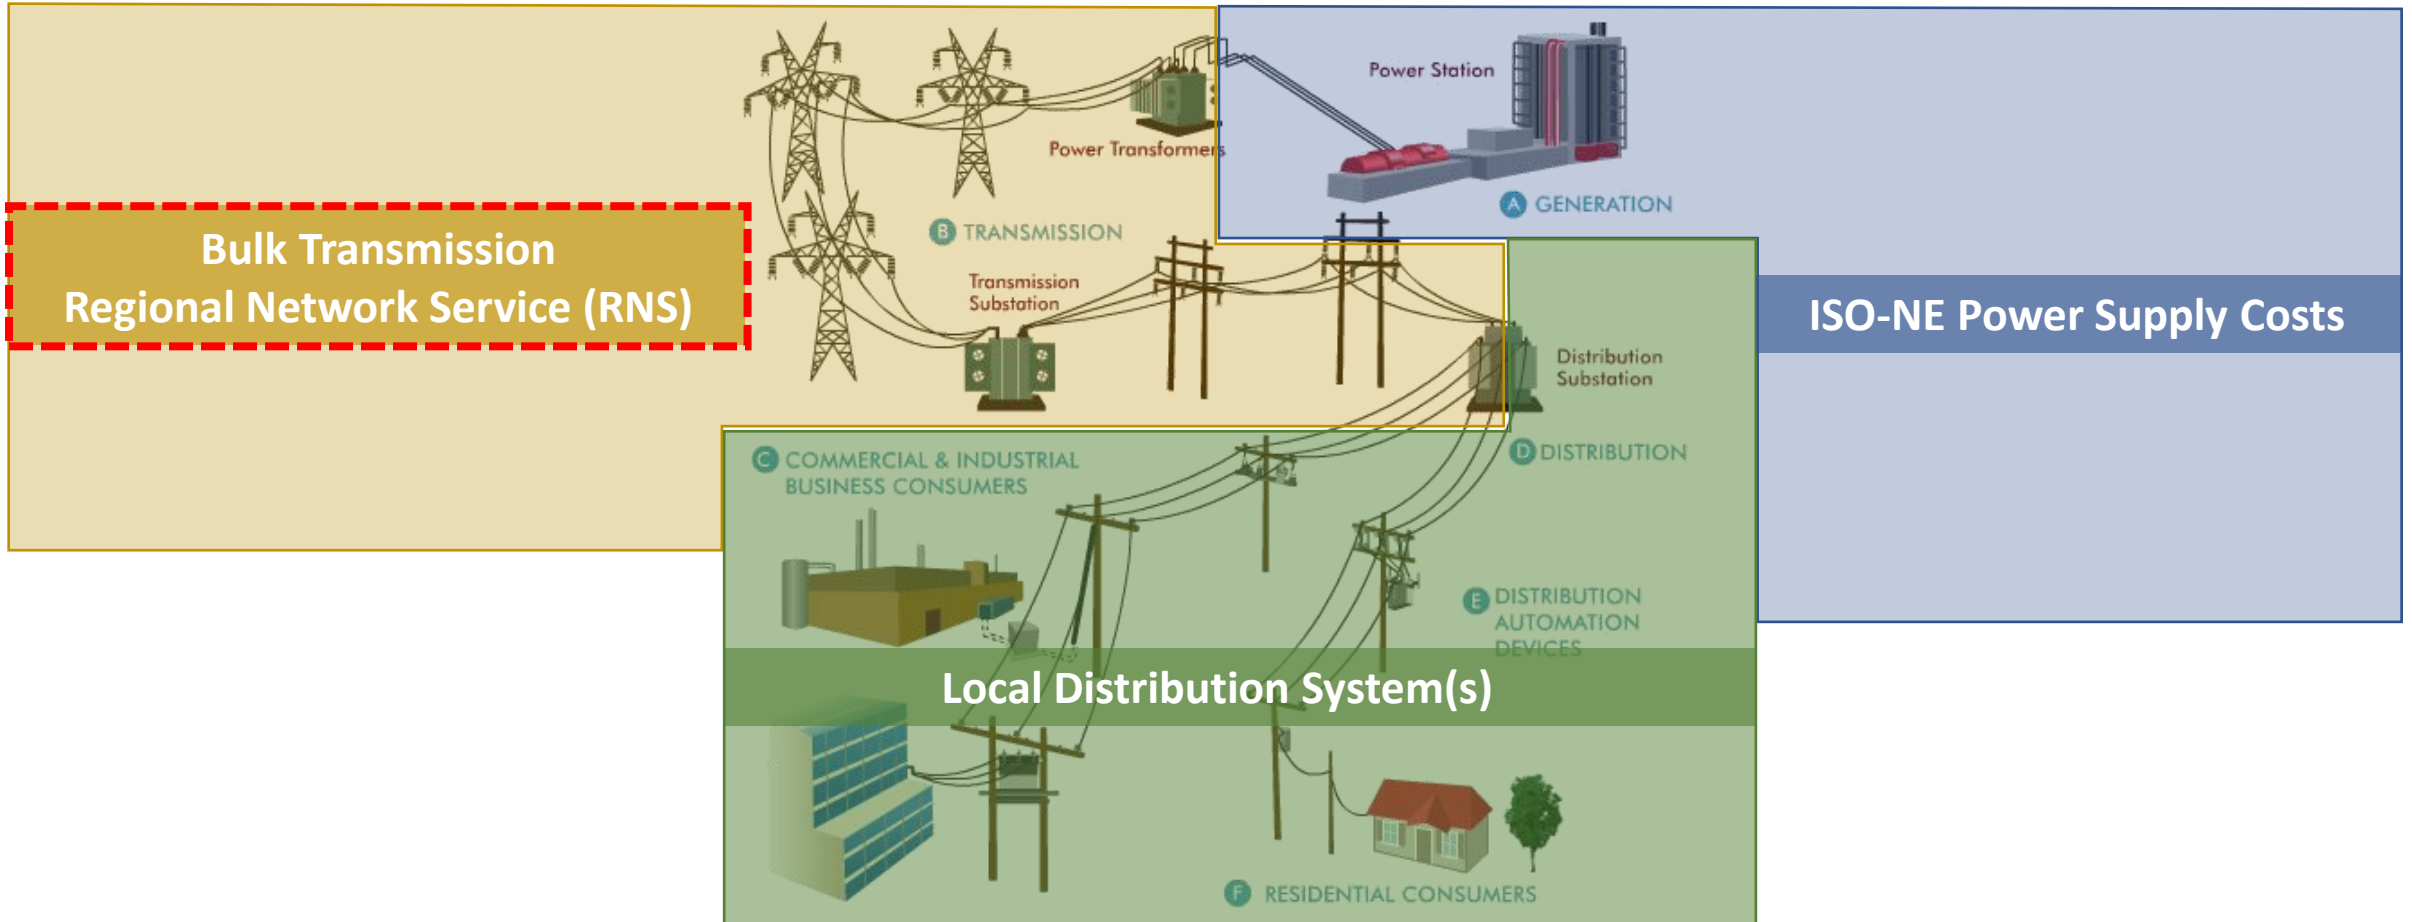 Power Station
Power Transformers
A GENERATION
Bulk Transmission
Regional Network Service (RNS)
B TRANSMISSION
Transmission
Substation
ISO-NE Power Supply Costs
Distribution
Substation
C COMMERCIAL & INDUSTRIAL
BUSINESS CONSUMERS
D DISTRIBUTION
E DISTRIBUTION
AUTOMATION
DEVICES
Local Distribution System(s)
F RESIDENTIAL CONSUMERS